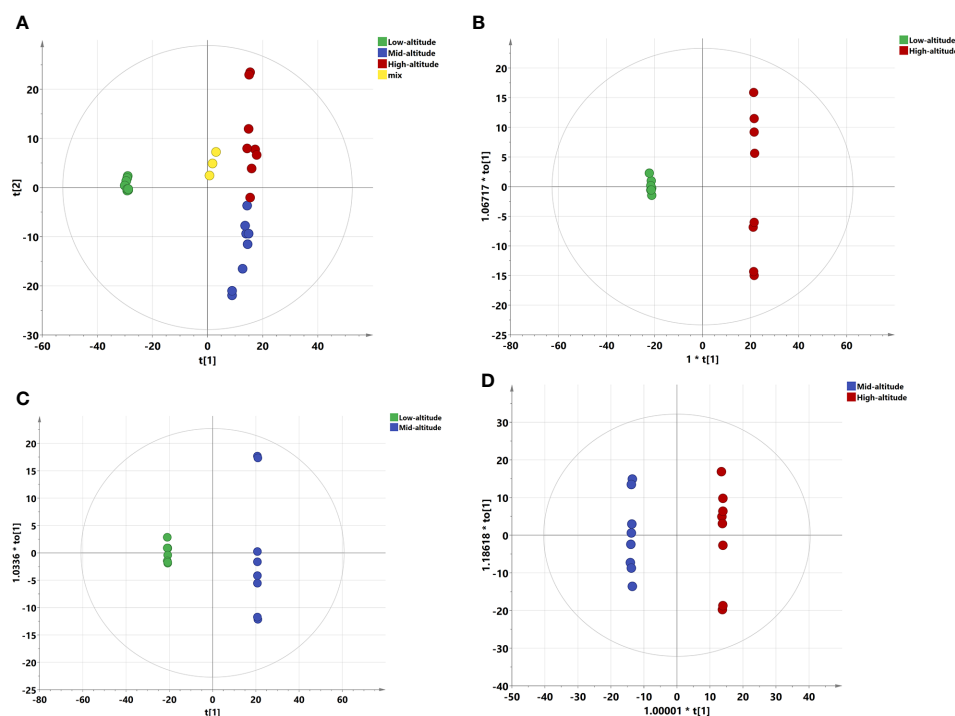 A
Low-altitude
Mid-altitude
High-altitude
mix
t[2]
20
10
0
-10
-20
-30
-60 -40 -20 0 20 40
t[1]
B
Low-altitude
High-altitude
1.06717 * to[1]
20
15
10
5
0
-5
-10
-15
-20
-25
-80 -60 -40 -20 0 20 40 60
1 * t[1]
C
Low-altitude
Mid-altitude
1.0336 * to[1]
20
15
10
5
0
-5
-10
-15
-20
-25
-80 -60 -40 -20 0 20 40 60
t[1]
D
Mid-altitude
High-altitude
1.18618 * to[1]
30
20
10
0
-10
-20
-30
-40
-50 -40 -30 -20 -10 0 10 20 30 40
1.00001 * t[1]